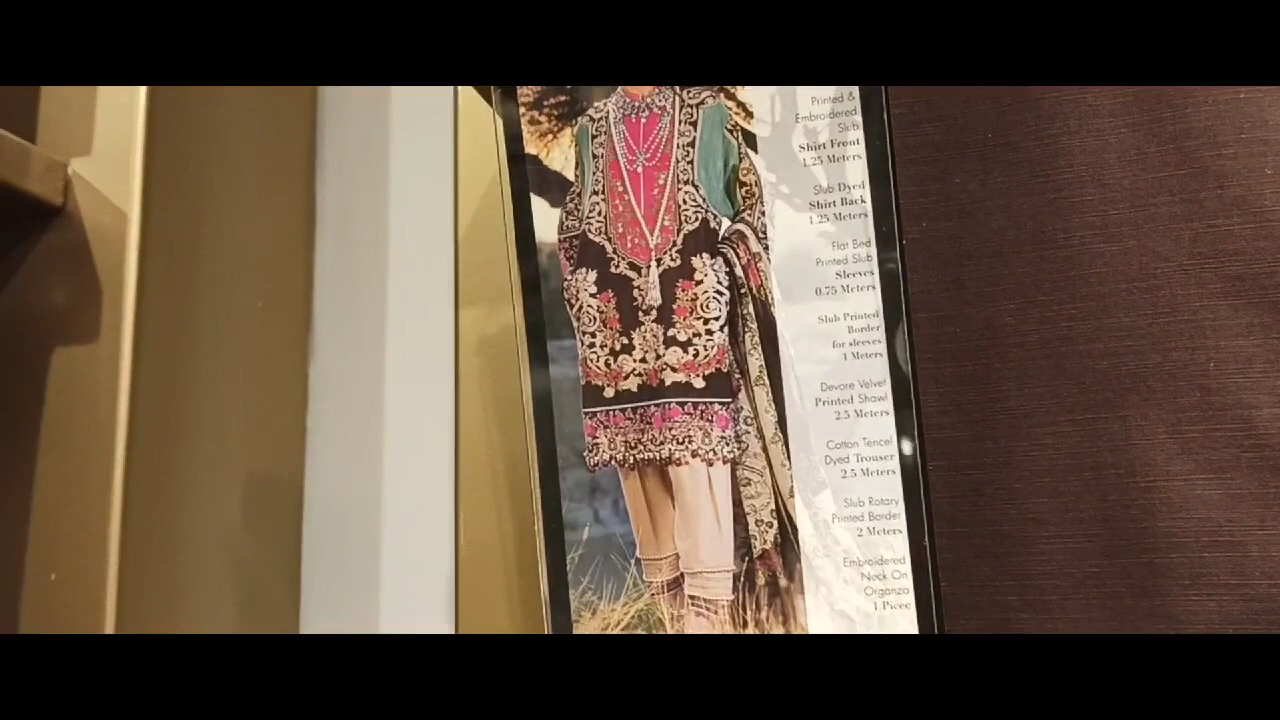 Printed &
Embroidered
Slub
Shirt Front
1.25 Meters
Slub Dyed
Shirt Back
1.25 Meters
Flat Bed
Printed Slub
Sleeves
0.75 Meters
Slub Printed
Border
for sleeves
1 Meters
Devore Velvet
Printed Shawl
2.5 Meters
Cotton Tencel
Dyed Trouser
2.5 Meters
Slub Rotary
Printed Border
2 Meters
Embroidered
Neck On
Organza
1 Piece